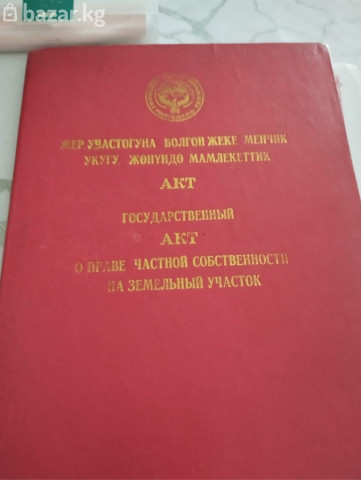 bazar.kg
ЖЕР УЧАСТОГУНА БОЛГОН ЖЕКЕ МЕНЧИК
УКУГУ ЖӨНҮНДӨ МАМЛЕКЕТТИК
АКТ
ГОСУДАРСТВЕННЫЙ
АКТ
О ПРАВЕ ЧАСТНОЙ СОБСТВЕННОСТИ
НА ЗЕМЕЛЬНЫЙ УЧАСТОК